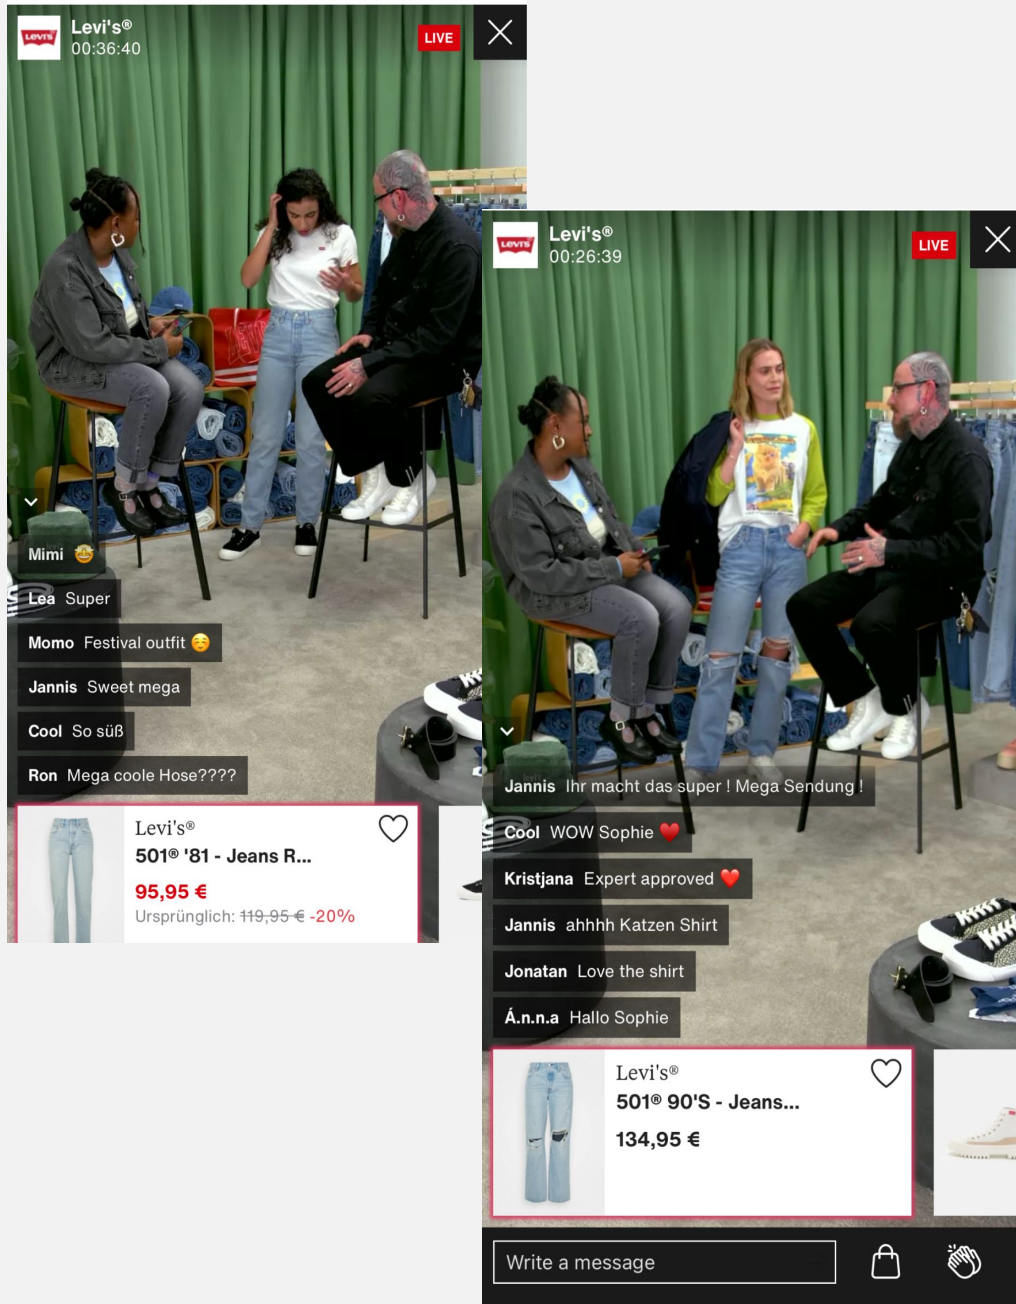 Levi's®
00:36:40
LIVE
Mimi 🤩
Lea Super
Momo Festival outfit ☺️
Jannis Sweet mega
Cool So süß
Ron Mega coole Hose????
Levi's®
501® '81 - Jeans R...
95,95 €
Ursprünglich: 119,95 € -20%
Levi's®
00:26:39
LIVE
Jannis Ihr macht das super ! Mega Sendung !
Cool WOW Sophie ❤️
Kristjana Expert approved ❤️
Jannis ahhhh Katzen Shirt
Jonatan Love the shirt
Á.n.n.a Hallo Sophie
Levi's®
501® 90'S - Jeans...
134,95 €
Write a message